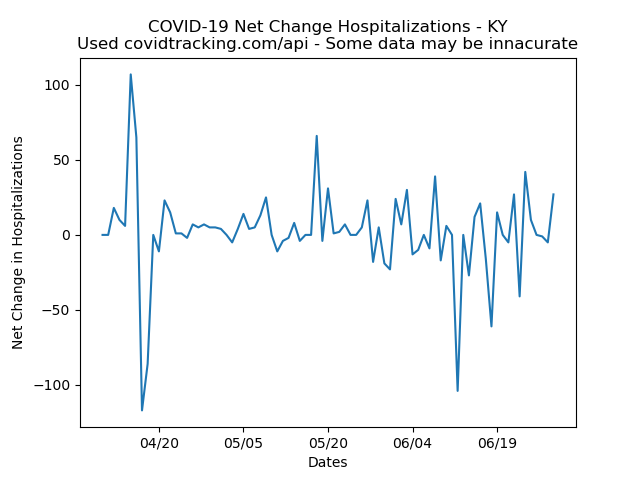 COVID-19 Net Change Hospitalizations - KY
Used covidtracking.com/api - Some data may be innacurate
Net Change in Hospitalizations
100
50
0
−50
−100
04/20 05/05 05/20 06/04 06/19
Dates